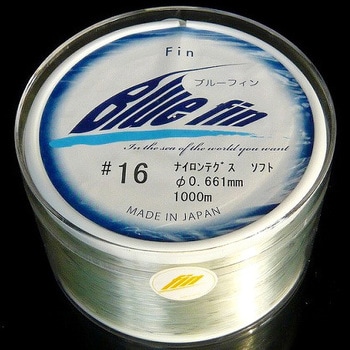 Fin
ブルーフィン
Blue fin
In the sea of the world you want
#16 ナイロンテグス ソフト
φ0.661mm
1000m
MADE IN JAPAN
fin